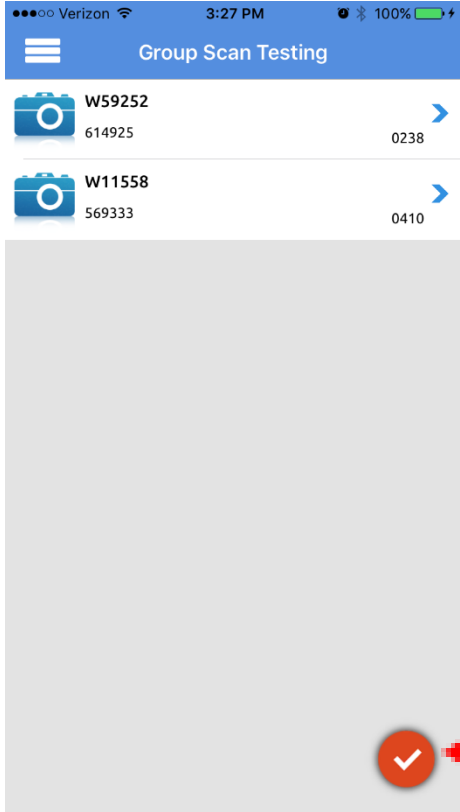 Verizon 3:27 PM 100%
Group Scan Testing
W59252
614925 0238
W11558
569333 0410